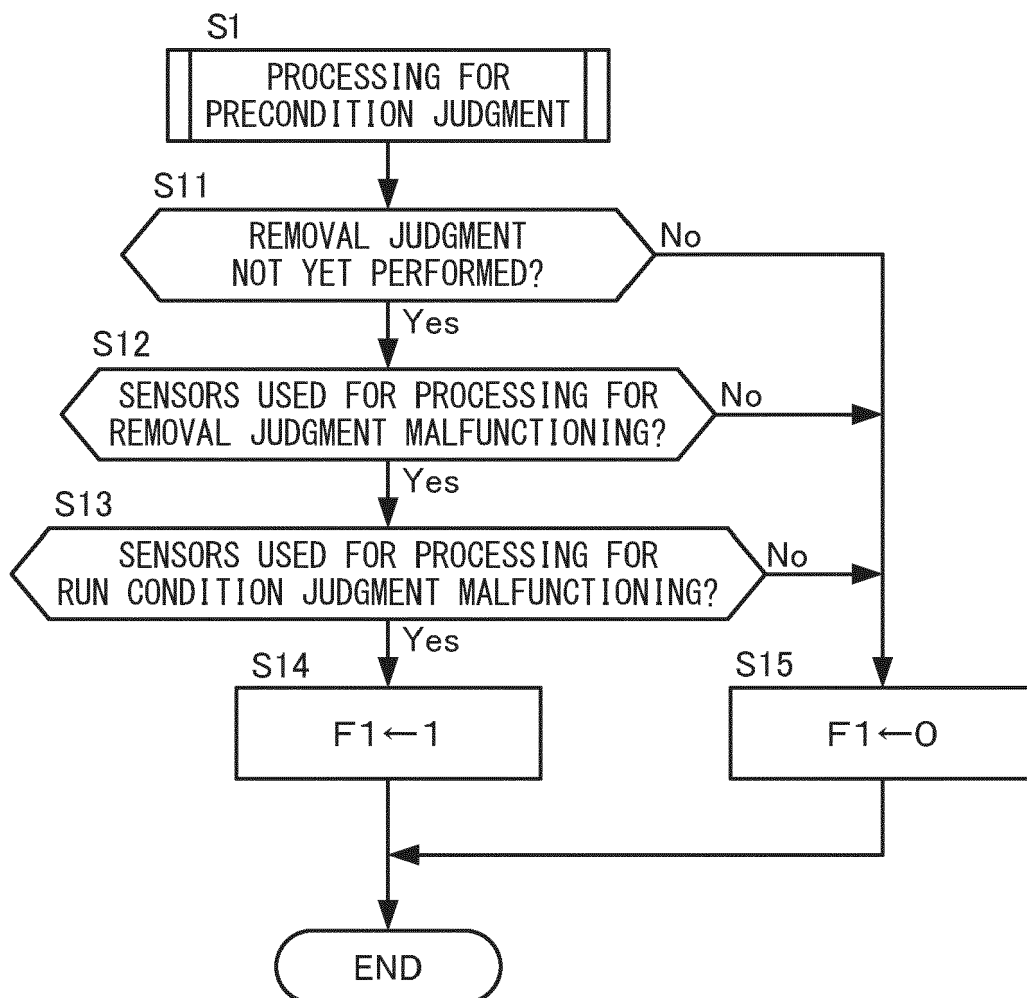 S1
PROCESSING FOR
PRECONDITION JUDGMENT
S11
REMOVAL JUDGMENT
NOT YET PERFORMED?
No
Yes
S12
SENSORS USED FOR PROCESSING FOR
REMOVAL JUDGMENT MALFUNCTIONING?
No
Yes
S13
SENSORS USED FOR PROCESSING FOR
RUN CONDITION JUDGMENT MALFUNCTIONING?
No
Yes
S14
F1←1
S15
F1←0
END